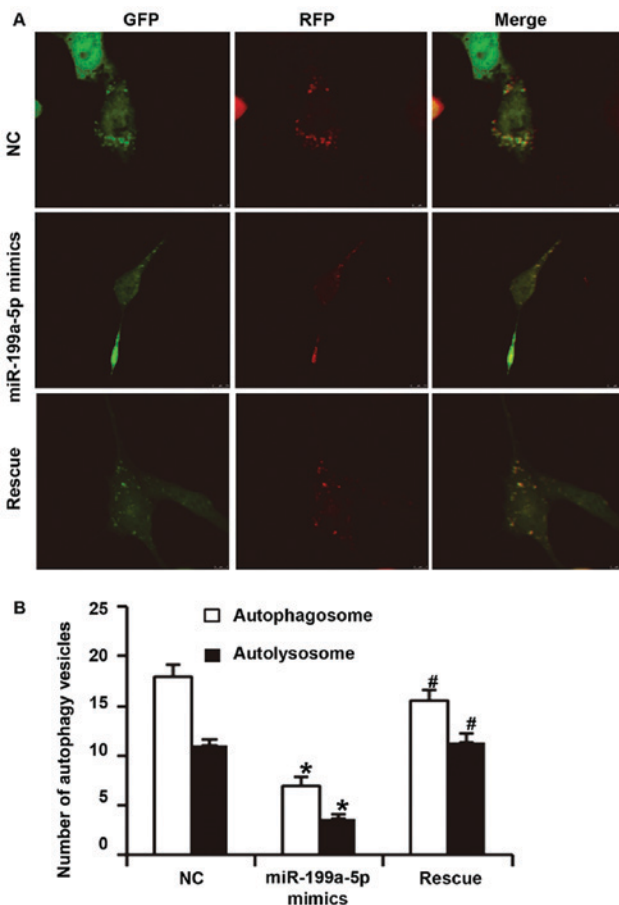 A
GFP
RFP
Merge
NC
miR-199a-5p mimics
Rescue
B
25
20
15
10
5
0
Number of autophagy vesicles
Autophagosome
Autolysosome
*
*
#
#
NC
miR-199a-5p
mimics
Rescue